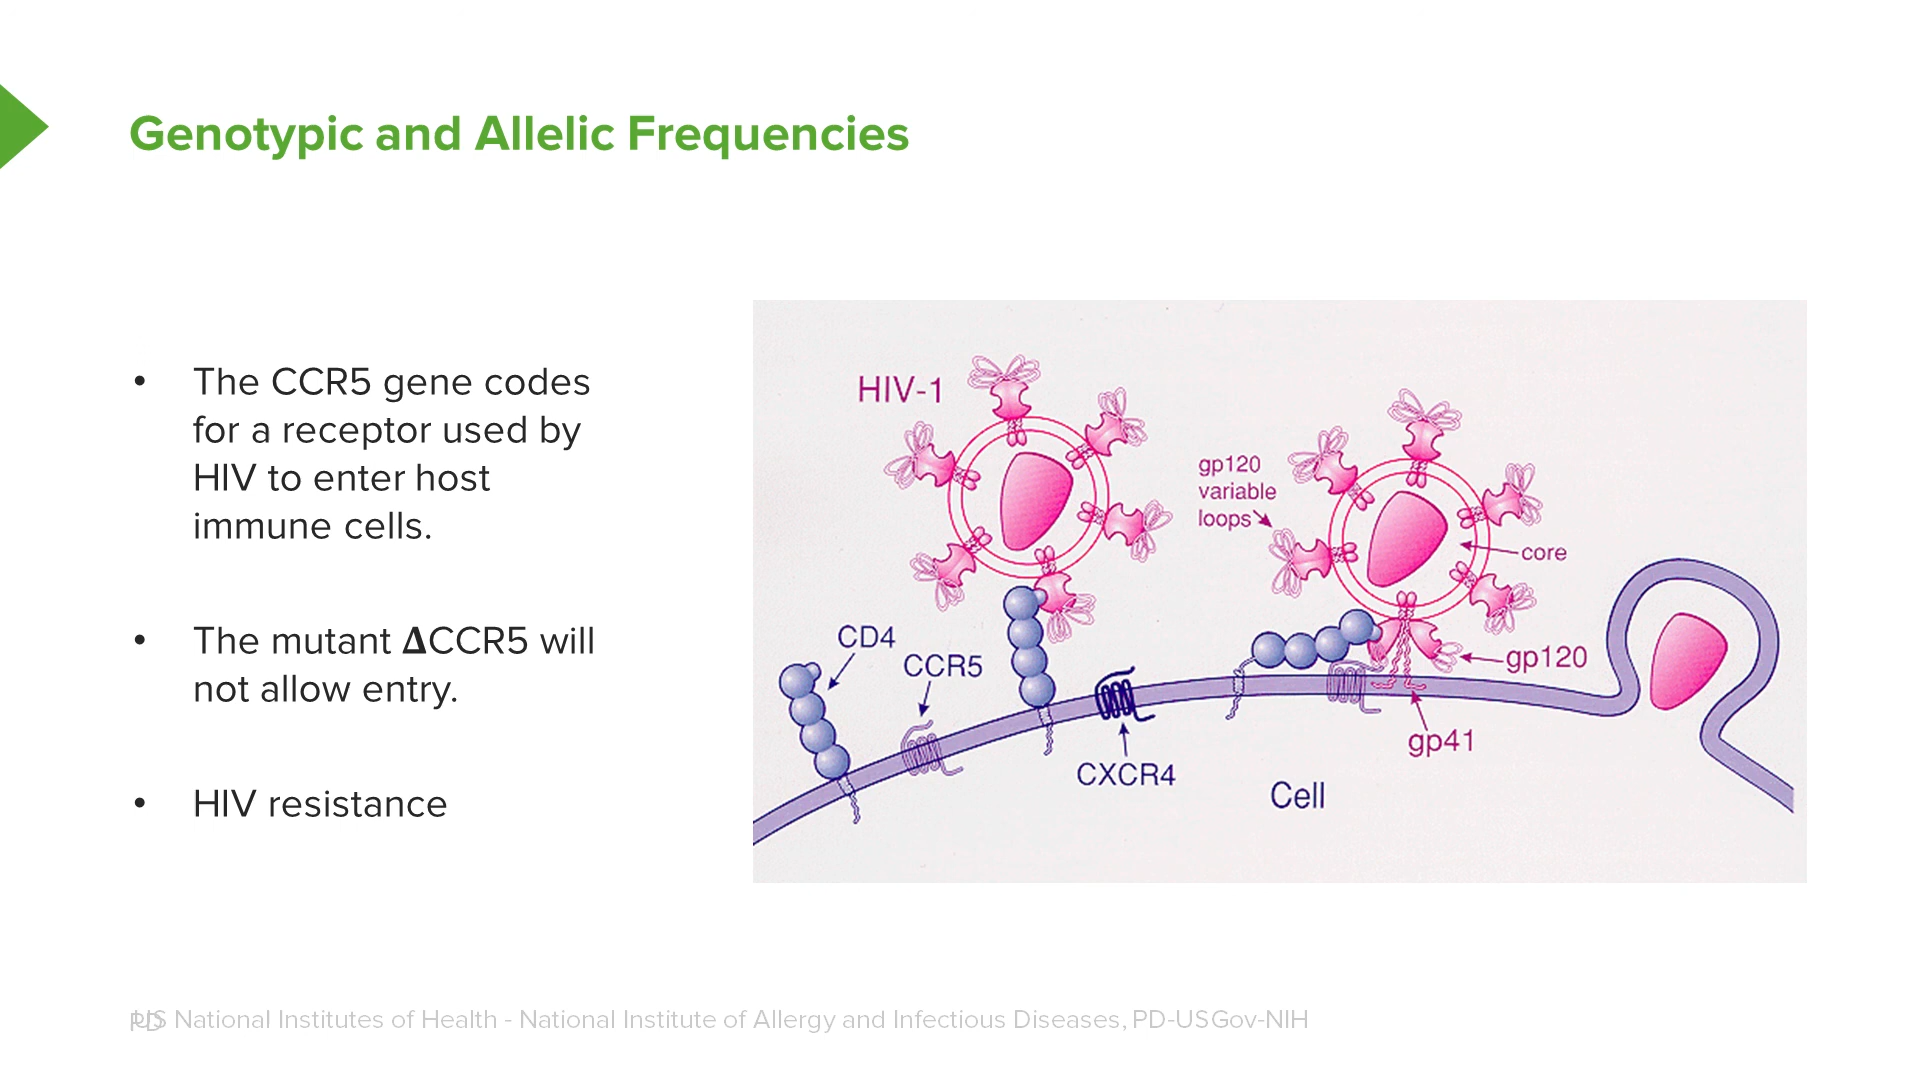 Genotypic and Allelic Frequencies
• The CCR5 gene codes
for a receptor used by
HIV to enter host
immune cells.
• The mutant ΔCCR5 will
not allow entry.
• HIV resistance
HIV-1
gp120
variable
loops
core
CD4
CCR5
gp120
gp41
CXCR4
Cell
PD
US National Institutes of Health - National Institute of Allergy and Infectious Diseases, PD-USGov-NIH